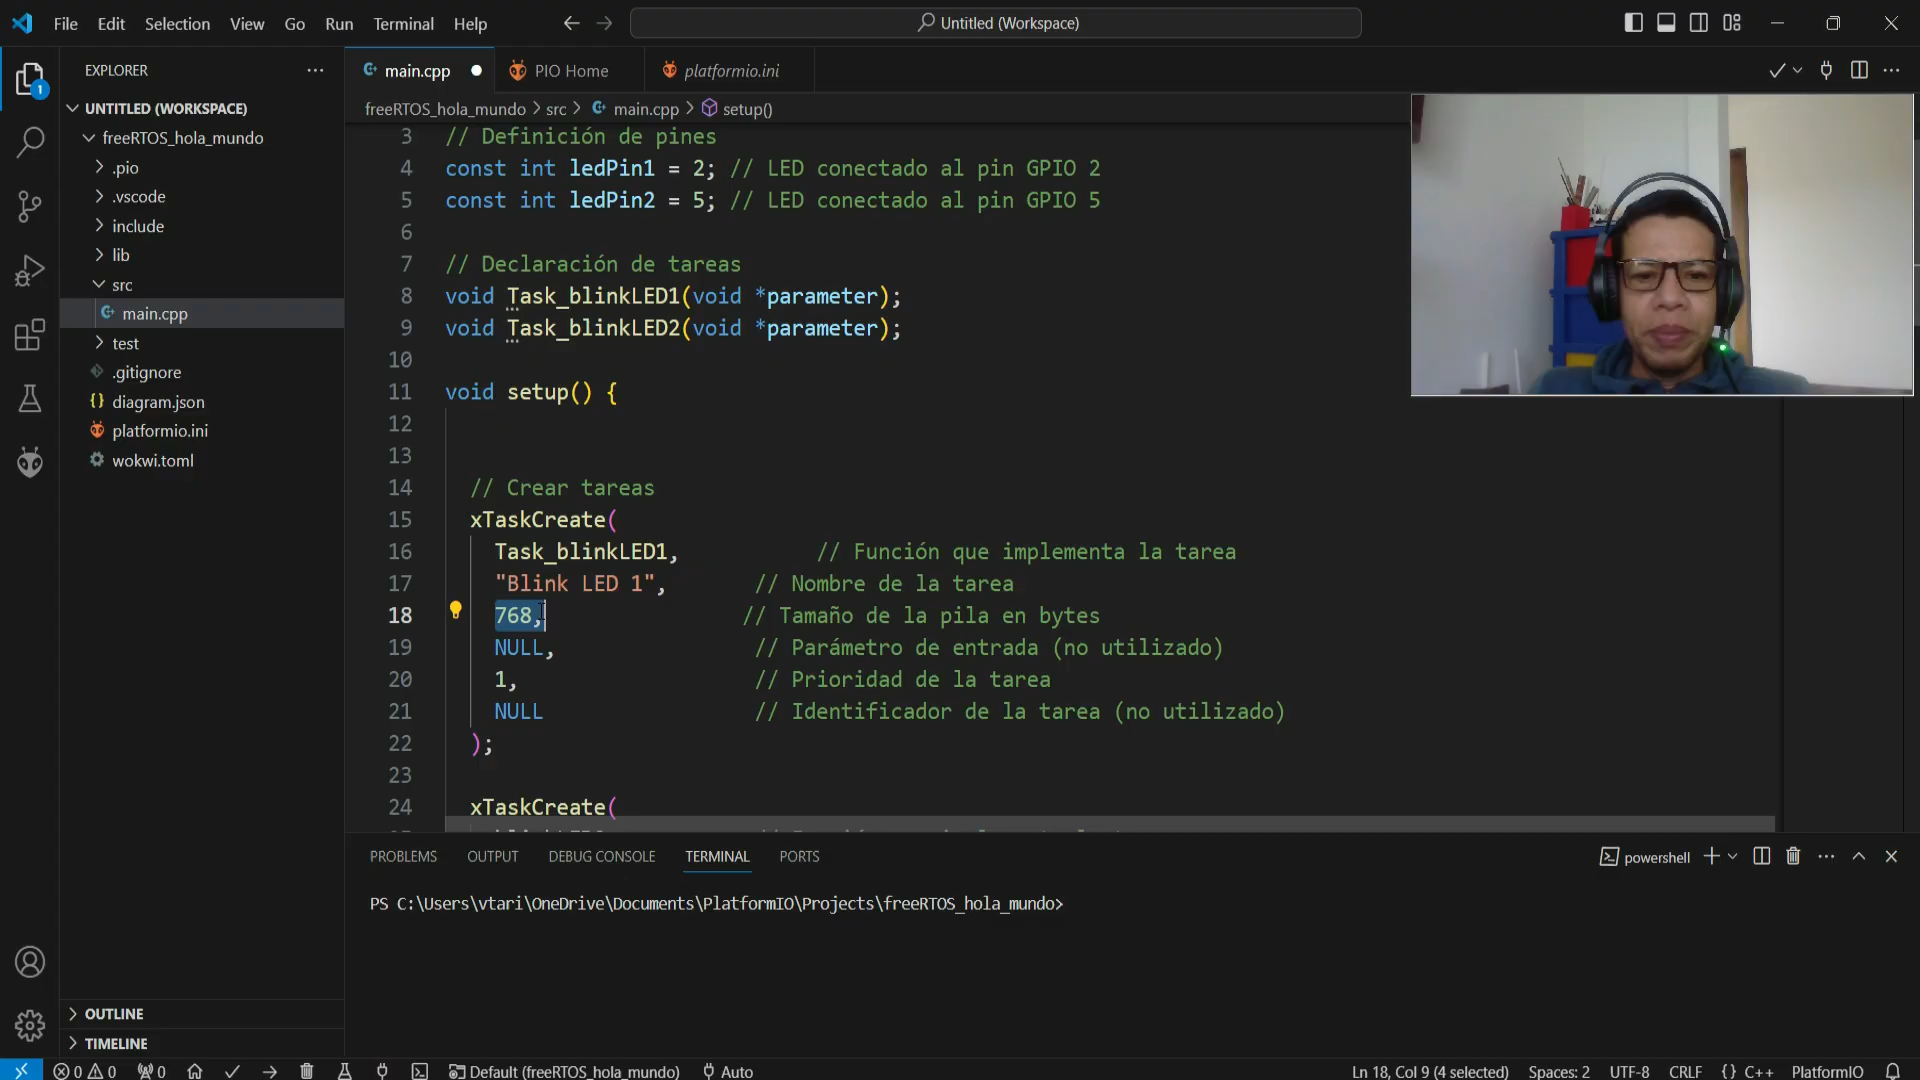 File Edit Selection View Go Run Terminal Help
Untitled (Workspace)
EXPLORER
main.cpp
PIO Home
platformio.ini
UNTITLED (WORKSPACE)
freeRTOS_hola_mundo
.pio
.vscode
include
lib
src
main.cpp
test
.gitignore
diagram.json
platformio.ini
wokwi.toml
OUTLINE
TIMELINE
freeRTOS_hola_mundo > src > main.cpp > setup()
3 // Definición de pines
4 const int ledPin1 = 2; // LED conectado al pin GPIO 2
5 const int ledPin2 = 5; // LED conectado al pin GPIO 5
6
7 // Declaración de tareas
8 void Task_blinkLED1(void *parameter);
9 void Task_blinkLED2(void *parameter);
10
11 void setup() {
12
13
14 // Crear tareas
15 xTaskCreate(
16 Task_blinkLED1, // Función que implementa la tarea
17 "Blink LED 1", // Nombre de la tarea
18 768, // Tamaño de la pila en bytes
19 NULL, // Parámetro de entrada (no utilizado)
20 1, // Prioridad de la tarea
21 NULL // Identificador de la tarea (no utilizado)
22 );
23
24 xTaskCreate(
PROBLEMS OUTPUT DEBUG CONSOLE TERMINAL PORTS
powershell
PS C:\Users\vtari\OneDrive\Documents\PlatformIO\Projects\freeRTOS_hola_mundo>
1
0 0 0 Default (freeRTOS_hola_mundo) Auto
Ln 18, Col 9 (4 selected) Spaces: 2 UTF-8 CRLF {} C++ PlatformIO